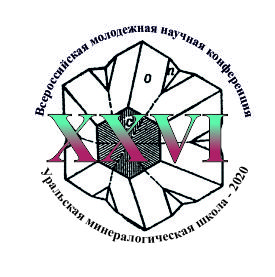 Всероссийская молодежная научная конференция
o n
c
XXVI
Уральская минералогическая школа - 2020